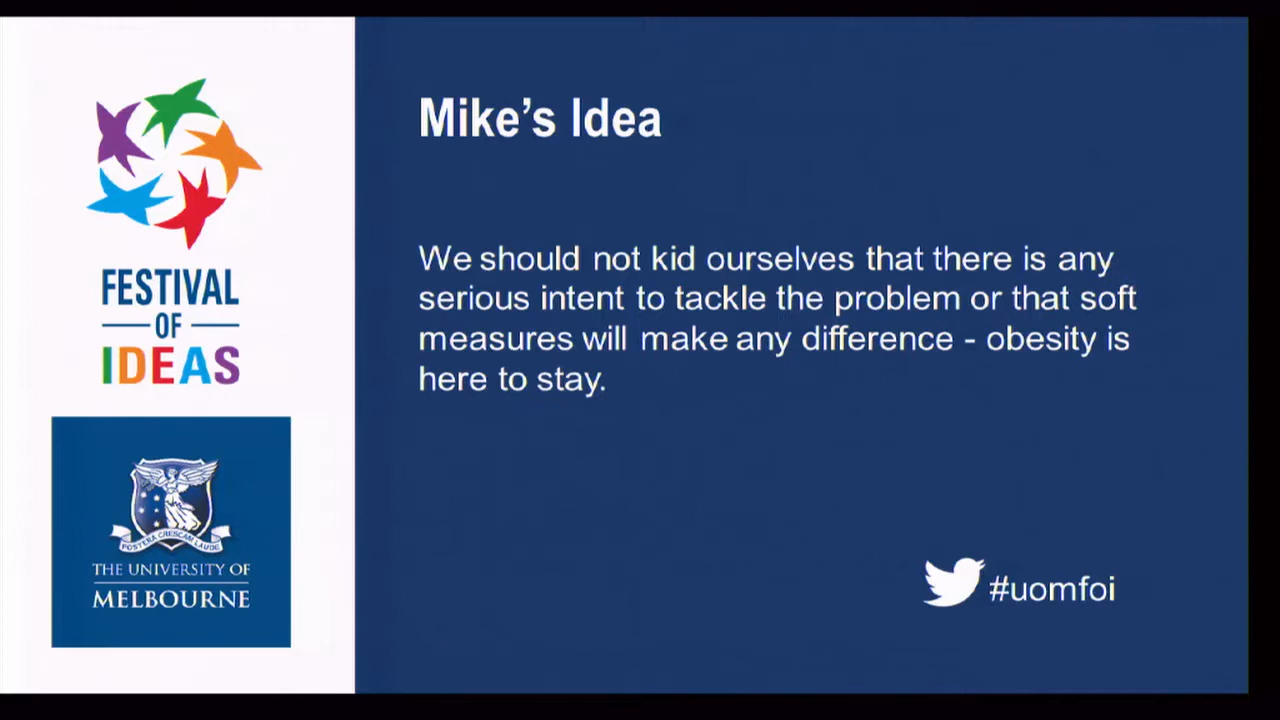 FESTIVAL
OF
IDEAS
POSTERA CRESCAM LAUDE
THE UNIVERSITY OF
MELBOURNE
Mike’s Idea
We should not kid ourselves that there is any
serious intent to tackle the problem or that soft
measures will make any difference - obesity is
here to stay.
#uomfoi